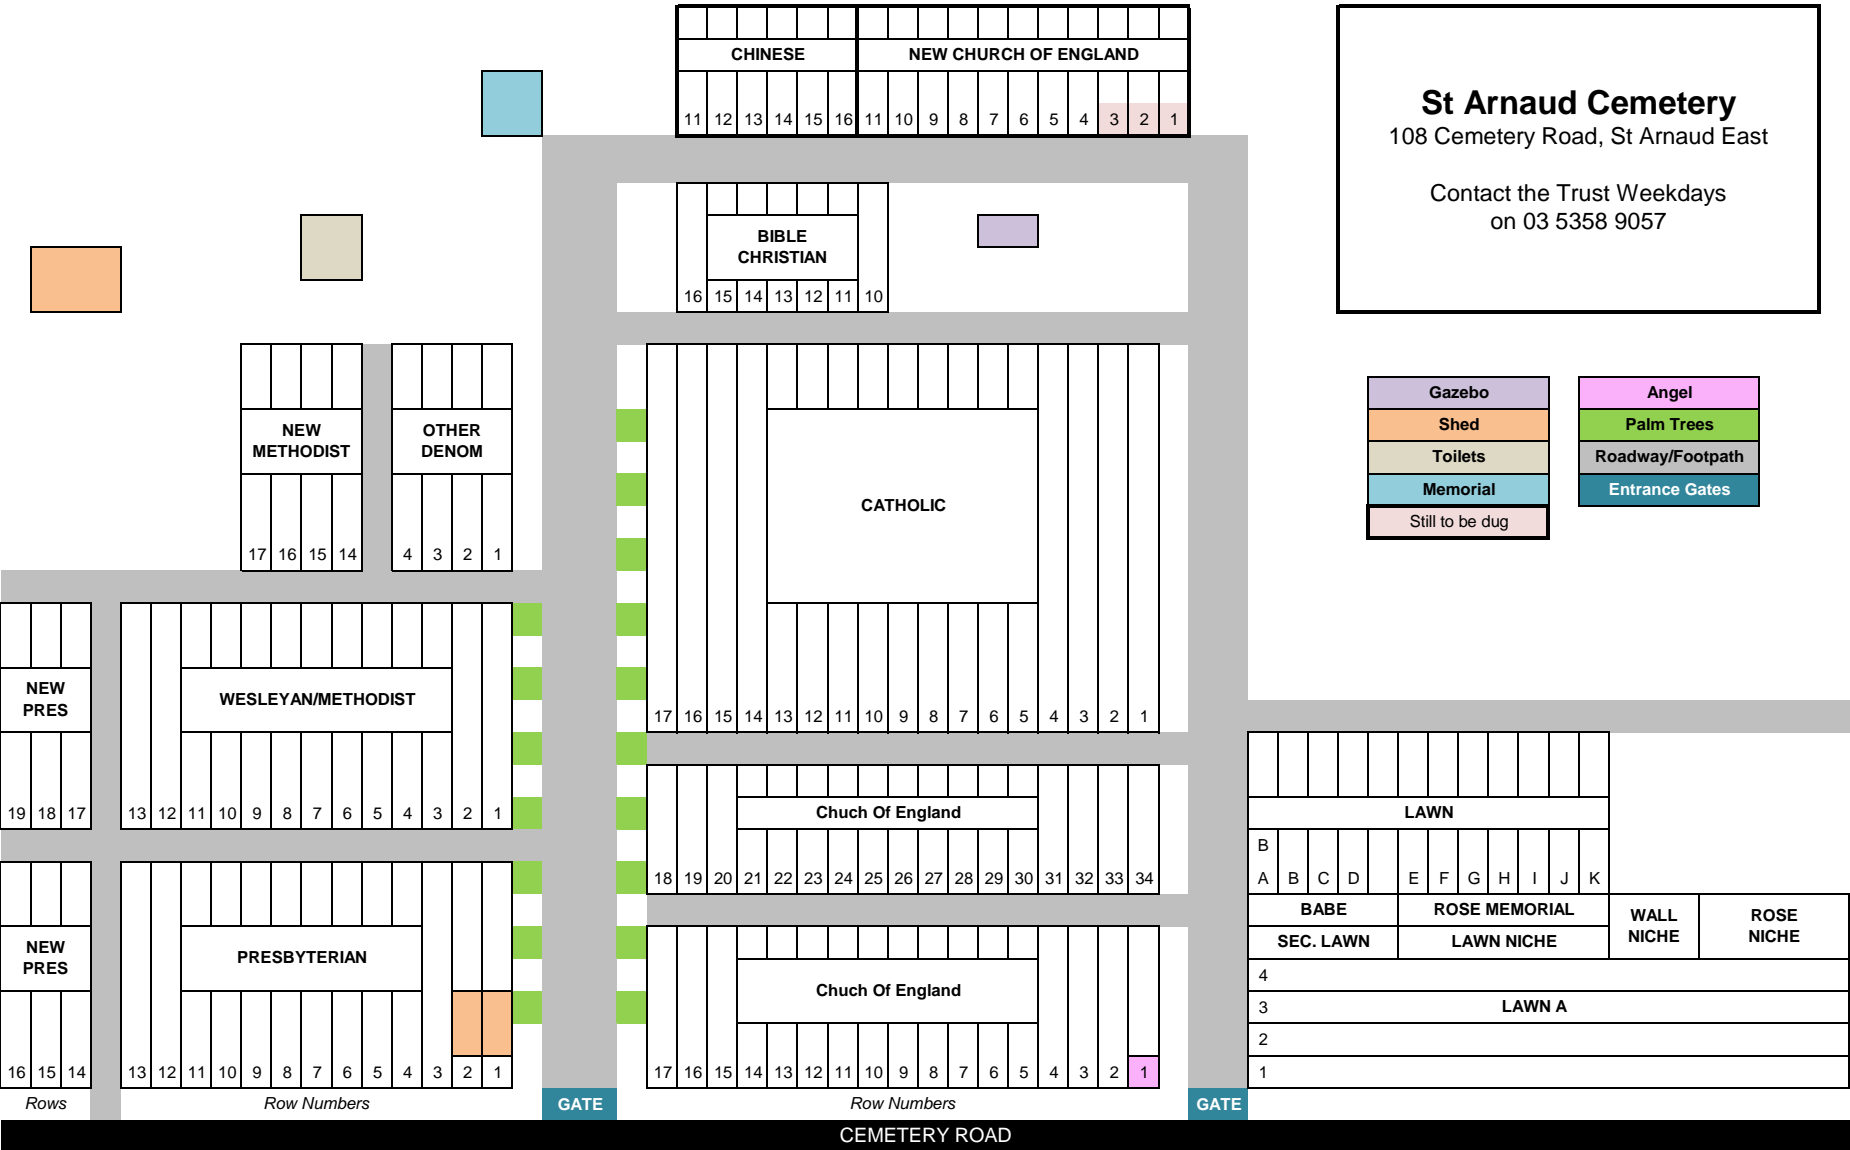 CHINESE NEW CHURCH OF ENGLAND
11 12 13 14 15 16 11 10 9 8 7 6 5 4 3 2 1
St Arnaud Cemetery
108 Cemetery Road, St Arnaud East
Contact the Trust Weekdays
on 03 5358 9057
BIBLE
CHRISTIAN
16 15 14 13 12 11 10
Gazebo Angel
Shed Palm Trees
Toilets Roadway/Footpath
Memorial Entrance Gates
Still to be dug
NEW
METHODIST
17 16 15 14
OTHER
DENOM
4 3 2 1
CATHOLIC
17 16 15 14 13 12 11 10 9 8 7 6 5 4 3 2 1
NEW
PRES
19 18 17
WESLEYAN/METHODIST
13 12 11 10 9 8 7 6 5 4 3 2 1
Chuch Of England
18 19 20 21 22 23 24 25 26 27 28 29 30 31 32 33 34
LAWN
B
A B C D E F G H I J K
BABE
SEC. LAWN
ROSE MEMORIAL
LAWN NICHE
WALL
NICHE
ROSE
NICHE
4
3 LAWN A
2
1
NEW
PRES
16 15 14
PRESBYTERIAN
13 12 11 10 9 8 7 6 5 4 3 2 1
Chuch Of England
17 16 15 14 13 12 11 10 9 8 7 6 5 4 3 2 1
Rows Row Numbers GATE Row Numbers GATE
CEMETERY ROAD